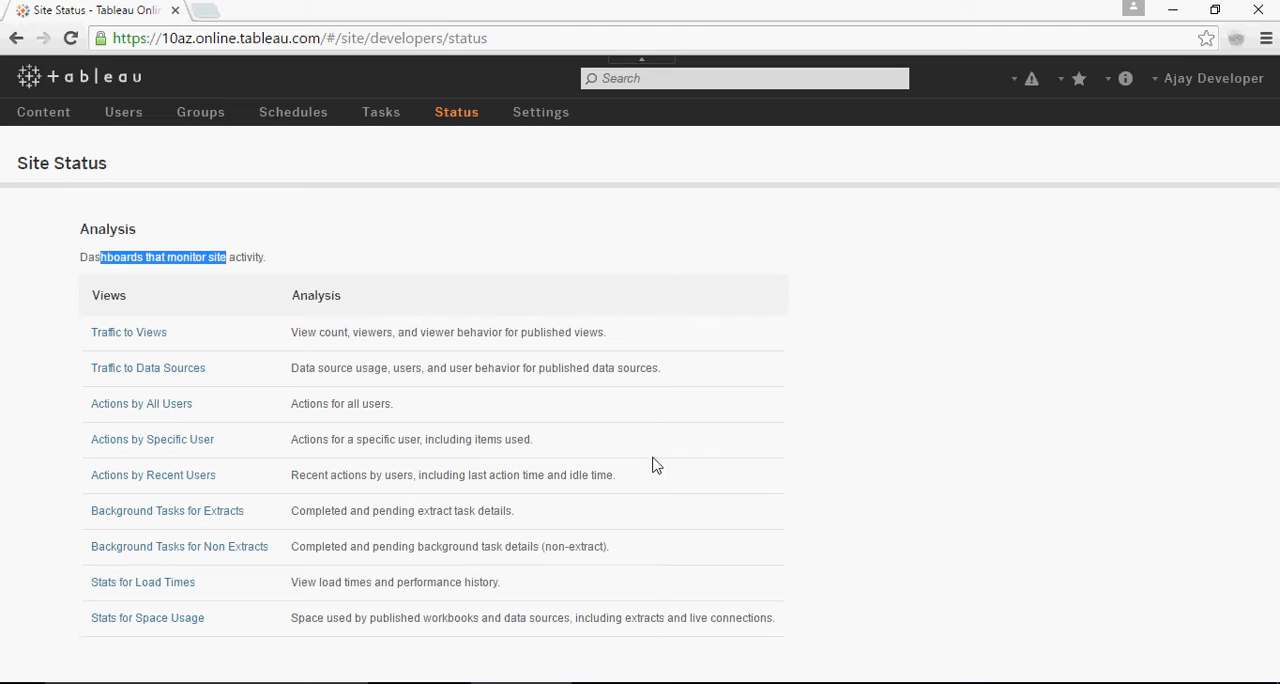 Site Status - Tableau Onlin
https://10az.online.tableau.com/#/site/developers/status
+ableau
Search
Ajay Developer
Content Users Groups Schedules Tasks Status Settings
Site Status
Analysis
Dashboards that monitor site activity.
Views Analysis
Traffic to Views View count, viewers, and viewer behavior for published views.
Traffic to Data Sources Data source usage, users, and user behavior for published data sources.
Actions by All Users Actions for all users.
Actions by Specific User Actions for a specific user, including items used.
Actions by Recent Users Recent actions by users, including last action time and idle time.
Background Tasks for Extracts Completed and pending extract task details.
Background Tasks for Non Extracts Completed and pending background task details (non-extract).
Stats for Load Times View load times and performance history.
Stats for Space Usage Space used by published workbooks and data sources, including extracts and live connections.